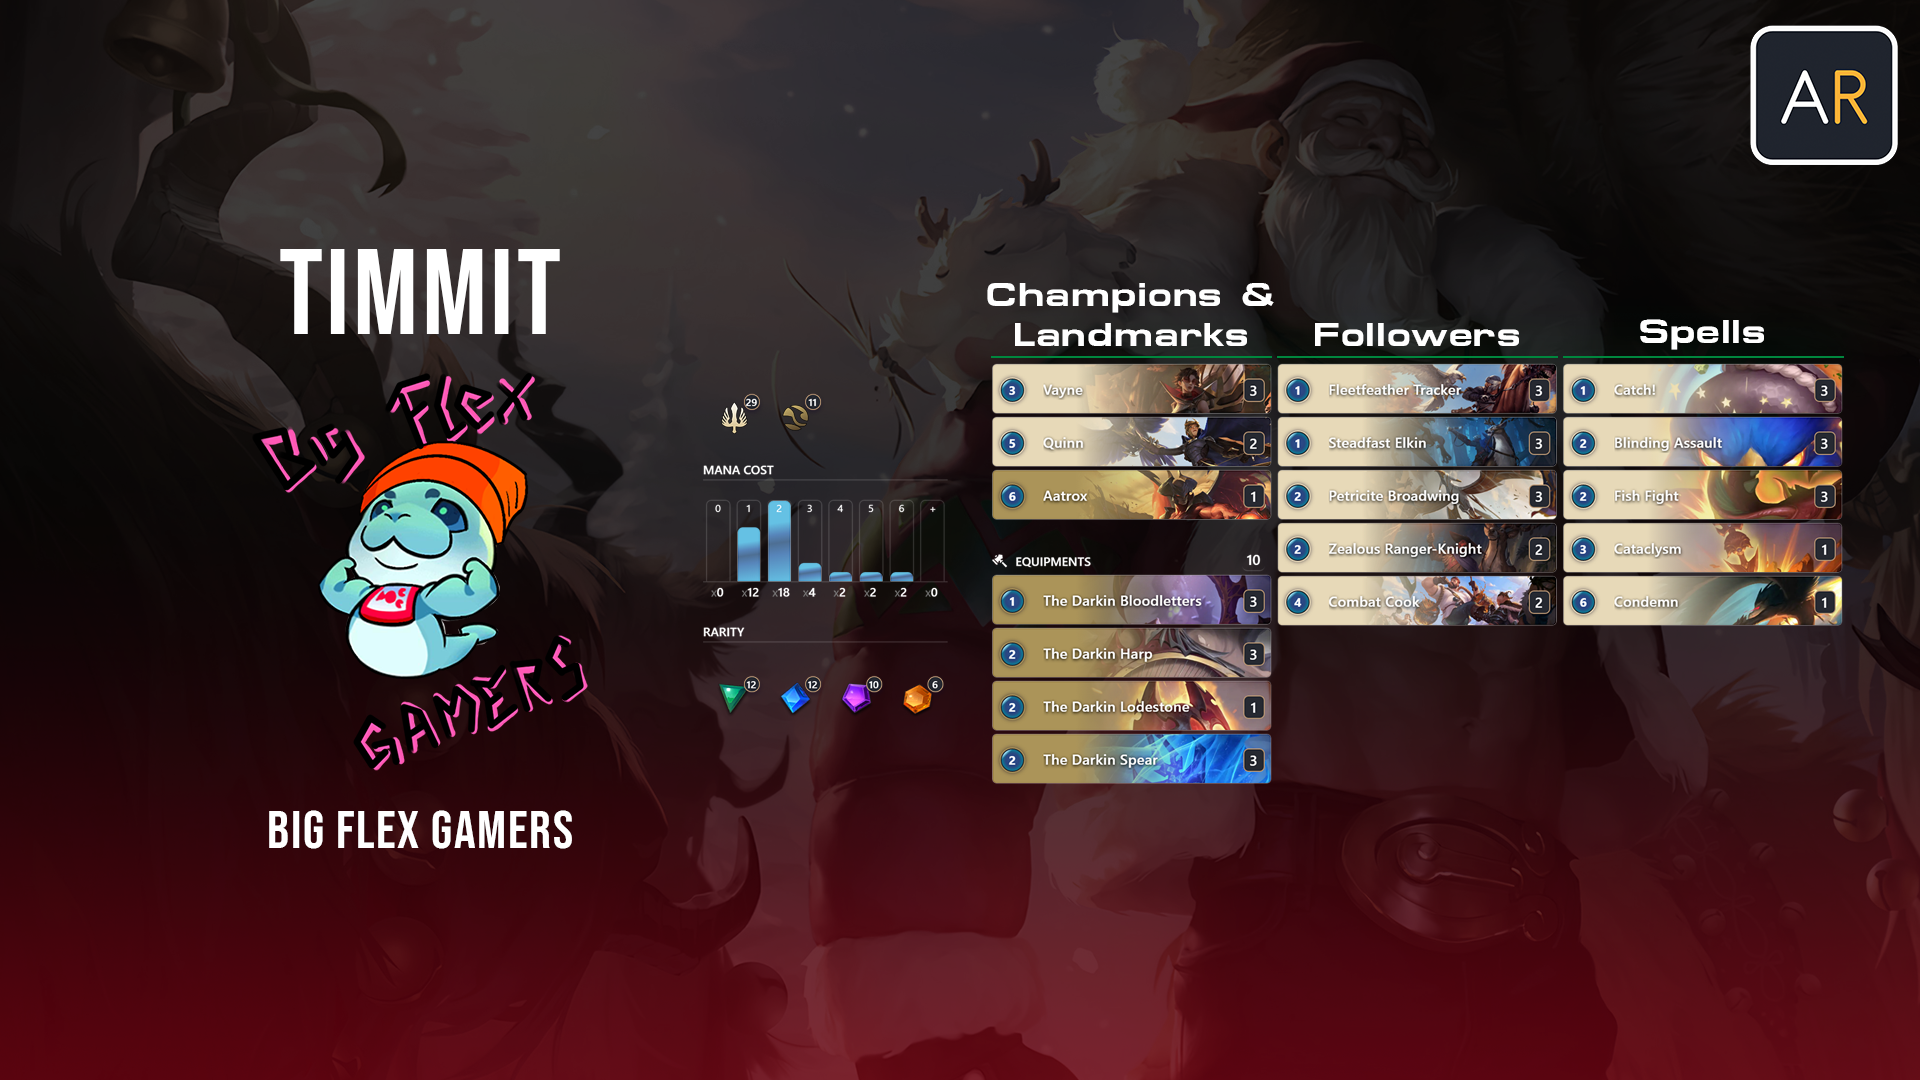 AR
TIMMIT
Big Flex
GAMERS
BIG FLEX GAMERS
29 11
MANA COST
0 1 2 3 4 5 6 +
x0 x12 x18 x4 x2 x2 x2 x0
RARITY
12 12 10 6
Champions &
Landmarks
3 Vayne 3
5 Quinn 2
6 Aatrox 1
EQUIPMENTS 10
1 The Darkin Bloodletters 3
2 The Darkin Harp 3
2 The Darkin Lodestone 1
2 The Darkin Spear 3
Followers
1 Fleetfeather Tracker 3
1 Steadfast Elkin 3
2 Petricite Broadwing 3
2 Zealous Ranger-Knight 2
4 Combat Cook 2
Spells
1 Catch! 3
2 Blinding Assault 3
2 Fish Fight 3
3 Cataclysm 1
6 Condemn 1